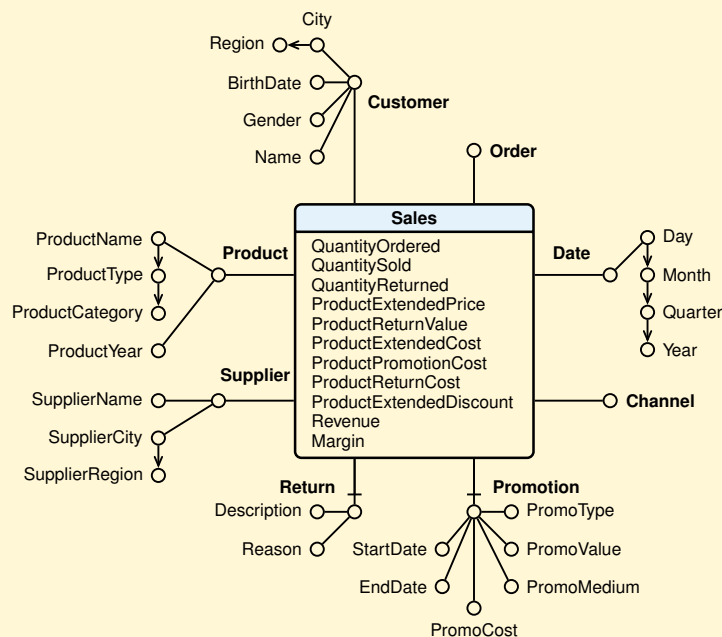 City
Region
BirthDate
Customer
Gender
Name
Order
Sales
QuantityOrdered
QuantitySold
QuantityReturned
ProductExtendedPrice
ProductReturnValue
ProductExtendedCost
ProductPromotionCost
ProductReturnCost
ProductExtendedDiscount
Revenue
Margin
ProductName
Product
ProductType
ProductCategory
ProductYear
Date
Day
Month
Quarter
Year
Supplier
SupplierName
SupplierCity
SupplierRegion
Channel
Return
Description
Reason
Promotion
PromoType
StartDate
PromoValue
EndDate
PromoMedium
PromoCost